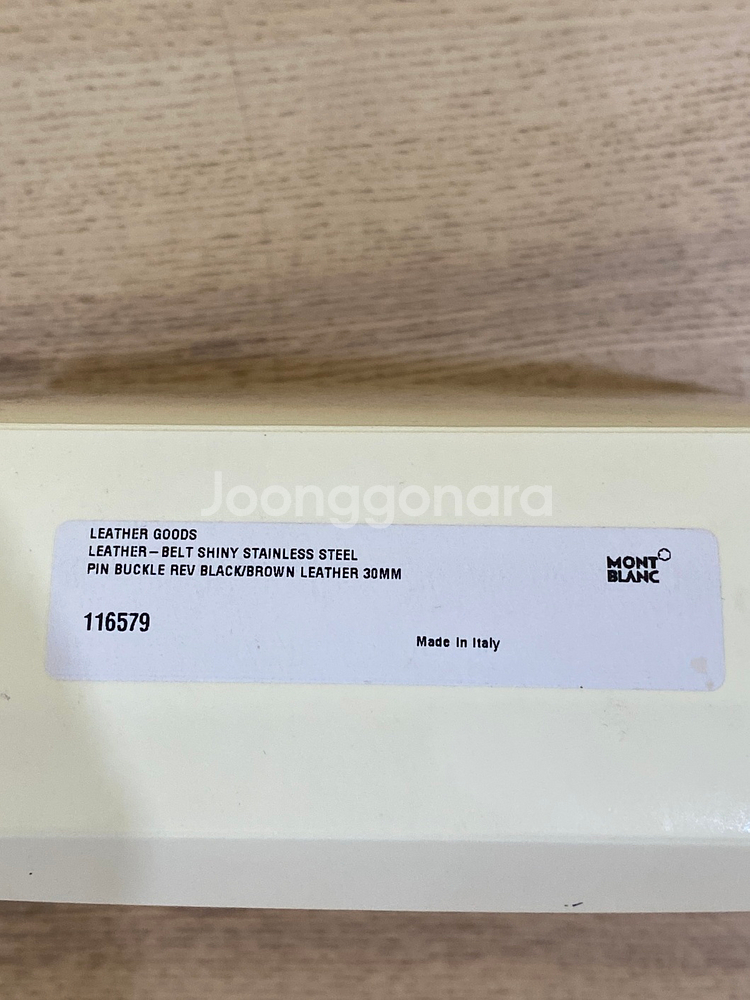 Joonggonara
LEATHER GOODS
LEATHER-BELT SHINY STAINLESS STEEL
PIN BUCKLE REV BLACK/BROWN LEATHER 30MM
MONT
BLANC
116579
Made in Italy